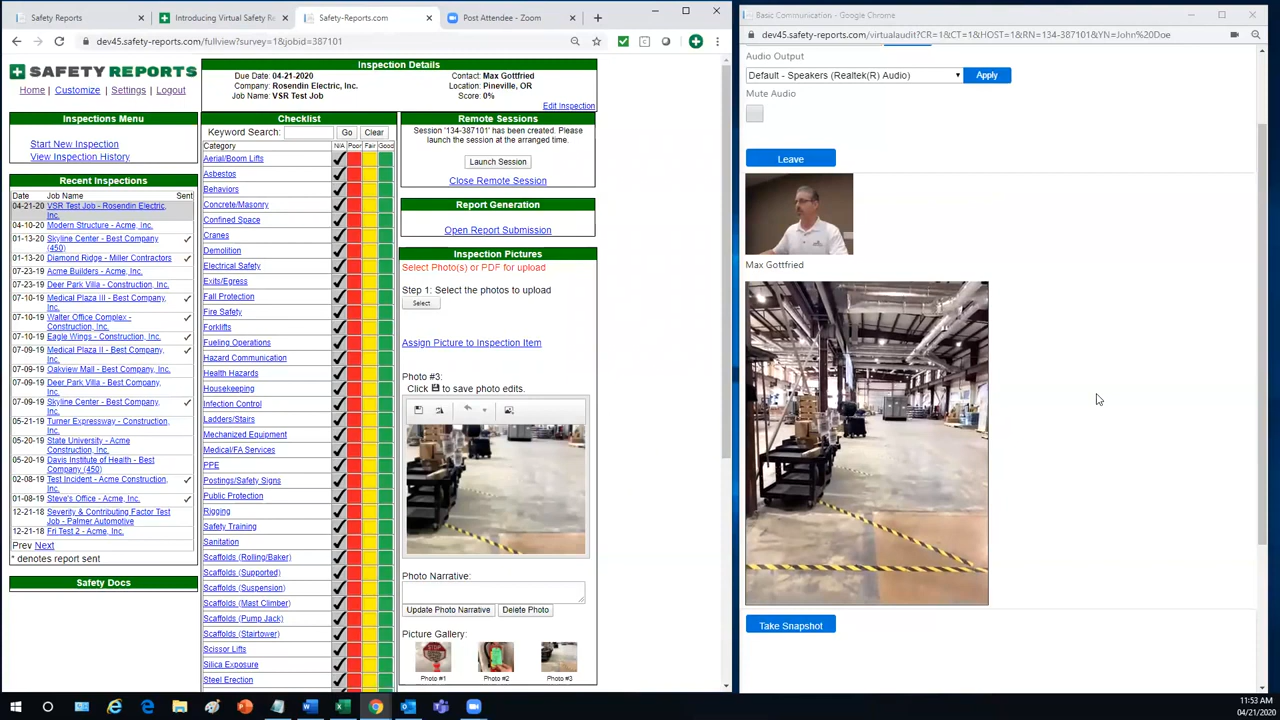 Safety Reports
Introducing Virtual Safety Re
Safety-Reports.com
Post Attendee - Zoom
dev45.safety-reports.com/fullview?survey=1&jobid=387101
SAFETY REPORTS
Home Customize Settings Logout
Inspections Menu
Start New Inspection
View Inspection History
Recent Inspections
Date Job Name Sent
04-21-20 VSR Test Job - Rosendin Electric,
Inc.
04-10-20 Modern Structure - Acme, Inc.
01-13-20 Skyline Center - Best Company
(450)
01-13-20 Diamond Ridge - Miller Contractors
07-23-19 Acme Builders - Acme, Inc.
07-23-19 Deer Park Villa - Construction, Inc.
07-10-19 Medical Plaza III - Best Company,
Inc.
07-10-19 Walter Office Complex -
Construction, Inc.
07-10-19 Eagle Wings - Construction, Inc.
07-09-19 Medical Plaza II - Best Company,
Inc.
07-09-19 Oakview Mall - Best Company, Inc.
07-09-19 Deer Park Villa - Construction,
Inc.
07-09-19 Skyline Center - Best Company,
Inc.
05-21-19 Turner Expressway - Construction,
Inc.
05-20-19 State University - Acme
Construction, Inc.
05-20-19 Davis Institute of Health - Best
Company (450)
02-08-19 Test Incident - Acme Construction,
Inc.
01-08-19 Steve's Office - Acme, Inc.
12-21-18 Severity & Contributing Factor Test
Job - Palmer Automotive
12-21-18 Fri Test 2 - Acme, Inc.
Prev Next
* denotes report sent
Safety Docs
Inspection Details
Due Date: 04-21-2020
Company: Rosendin Electric, Inc.
Job Name: VSR Test Job
Contact: Max Gottfried
Location: Pineville, OR
Score: 0%
Edit Inspection
Checklist
Keyword Search: Go Clear
Category N/A Poor Fair Good
Aerial/Boom Lifts
Asbestos
Behaviors
Concrete/Masonry
Confined Space
Cranes
Demolition
Electrical Safety
Exits/Egress
Fall Protection
Fire Safety
Forklifts
Fueling Operations
Hazard Communication
Health Hazards
Housekeeping
Infection Control
Ladders/Stairs
Mechanized Equipment
Medical/FA Services
PPE
Postings/Safety Signs
Public Protection
Rigging
Safety Training
Sanitation
Scaffolds (Rolling/Baker)
Scaffolds (Supported)
Scaffolds (Suspension)
Scaffolds (Mast Climber)
Scaffolds (Pump Jack)
Scaffolds (Stairtower)
Scissor Lifts
Silica Exposure
Steel Erection
Remote Sessions
Session '134-387101' has been created. Please
launch the session at the arranged time.
Launch Session
Close Remote Session
Report Generation
Open Report Submission
Inspection Pictures
Select Photo(s) or PDF for upload
Step 1: Select the photos to upload
Select
Assign Picture to Inspection Item
Photo #3:
Click to save photo edits.
Photo Narrative:
Update Photo Narrative Delete Photo
Picture Gallery:
STOP
Photo #1 Photo #2 Photo #3
Basic Communication - Google Chrome
dev45.safety-reports.com/virtualaudit?CR=1&CT=1&HOST=1&RN=134-387101&YN=John%20Doe
Audio Output
Default - Speakers (Realtek(R) Audio) Apply
Mute Audio
Leave
Max Gottfried
Take Snapshot
11:53 AM
04/21/2020